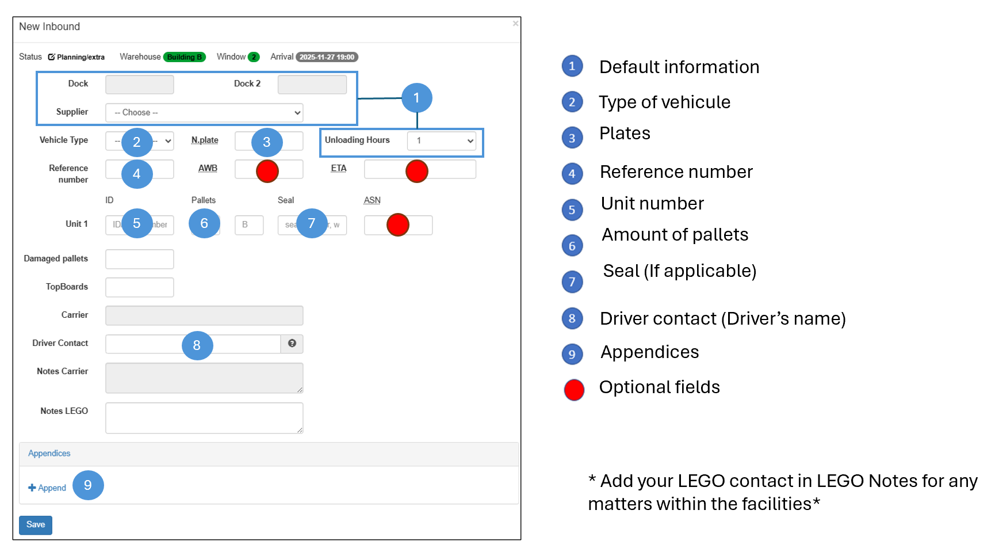 New Inbound ×
Status Planning/extra Warehouse Building B Window 2 Arrival 2025-11-27 19:00
Dock Dock 2
1
Supplier -- Choose --
Vehicle Type -- 2 -- N.plate 3 Unloading Hours 1
Reference number 4 AWB ETA
ID Pallets Seal ASN
Unit 1 5 6 B 7 , w
Damaged pallets
TopBoards
Carrier
Driver Contact 8 ?
Notes Carrier
Notes LEGO
Appendices
Append 9
Save
1 Default information
2 Type of vehicule
3 Plates
4 Reference number
5 Unit number
6 Amount of pallets
7 Seal (If applicable)
8 Driver contact (Driver’s name)
9 Appendices
Optional fields
* Add your LEGO contact in LEGO Notes for any
matters within the facilities*